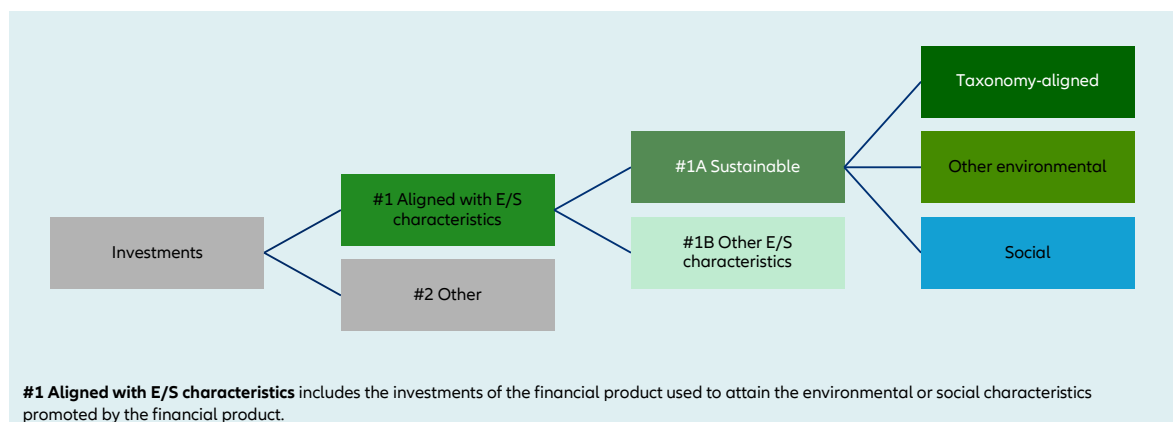 Taxonomy-aligned
#1A Sustainable
Other environmental
#1 Aligned with E/S
characteristics
Investments
#1B Other E/S
characteristics
Social
#2 Other
#1 Aligned with E/S characteristics includes the investments of the financial product used to attain the environmental or social characteristics
promoted by the financial product.